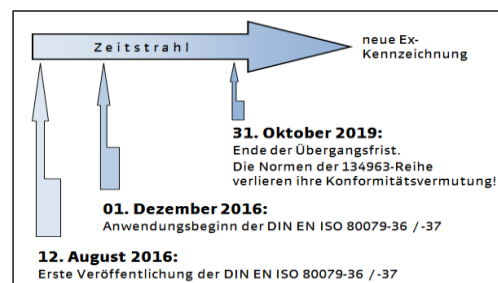 Zeitstrahl
neue Ex-
Kennzeichnung
31. Oktober 2019:
Ende der Übergangsfrist.
Die Normen der 134963-Reihe
verlieren ihre Konformitätsvermutung!
01. Dezember 2016:
Anwendungsbeginn der DIN EN ISO 80079-36 /-37
12. August 2016:
Erste Veröffentlichung der DIN EN ISO 80079-36 /-37